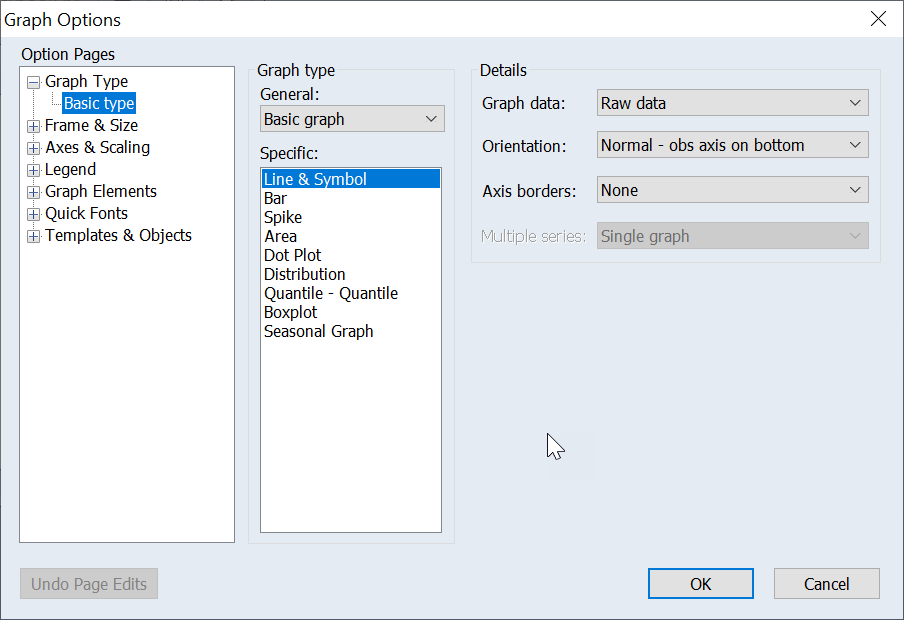 Graph Options
Option Pages
Graph Type
Basic type
Frame & Size
Axes & Scaling
Legend
Graph Elements
Quick Fonts
Templates & Objects
Graph type
General:
Basic graph
Specific:
Line & Symbol
Bar
Spike
Area
Dot Plot
Distribution
Quantile - Quantile
Boxplot
Seasonal Graph
Details
Graph data: Raw data
Orientation: Normal - obs axis on bottom
Axis borders: None
Multiple series: Single graph
Undo Page Edits
OK
Cancel